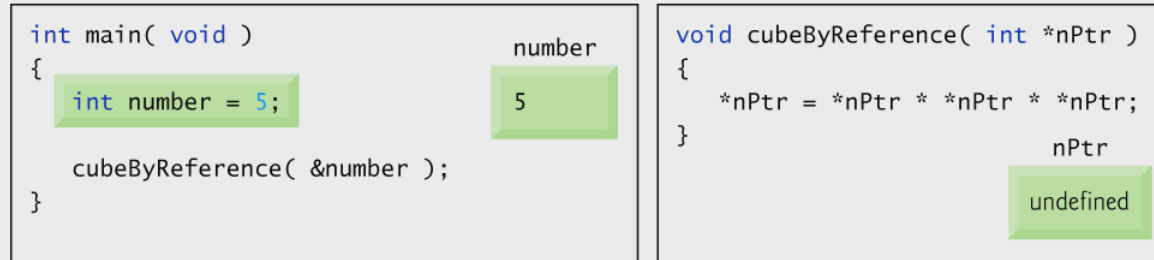 int main( void )
{
int number = 5;
cubeByReference( &number );
}
number
5
void cubeByReference( int *nPtr )
{
*nPtr = *nPtr * *nPtr * *nPtr;
}
nPtr
undefined